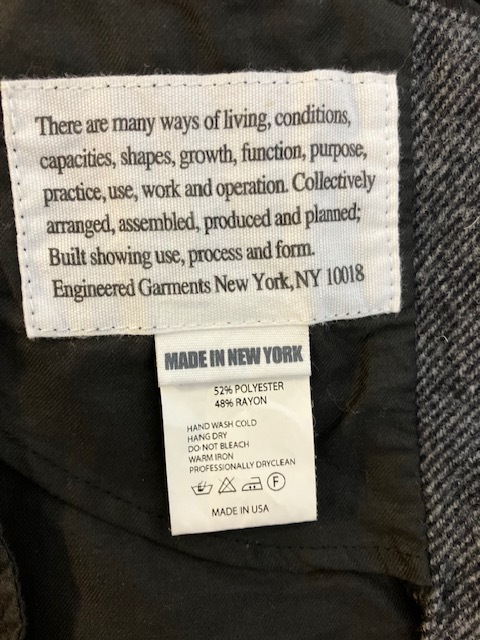 There are many ways of living, conditions,
capacities, shapes, growth, function, purpose,
practice, use, work and operation. Collectively
arranged, assembled, produced and planned;
Built showing use, process and form.
Engineered Garments New York, NY 10018
MADE IN NEW YORK
52% POLYESTER
48% RAYON
HAND WASH COLD
HANG DRY
DO NOT BLEACH
WARM IRON
PROFESSIONALLY DRYCLEAN
F
MADE IN USA